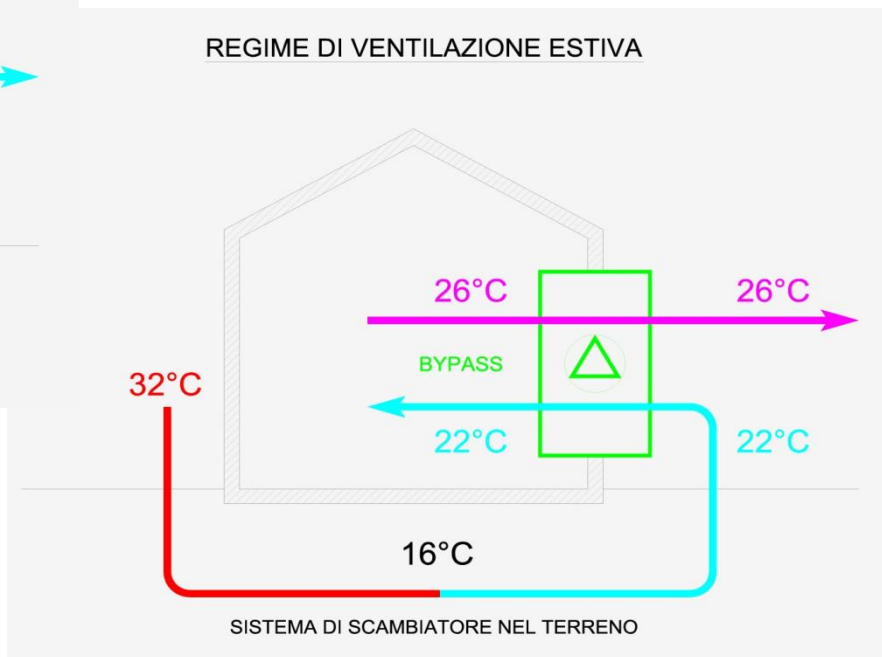 REGIME DI VENTILAZIONE ESTIVA
26°C 26°C
BYPASS
32°C
22°C 22°C
16°C
SISTEMA DI SCAMBIATORE NEL TERRENO